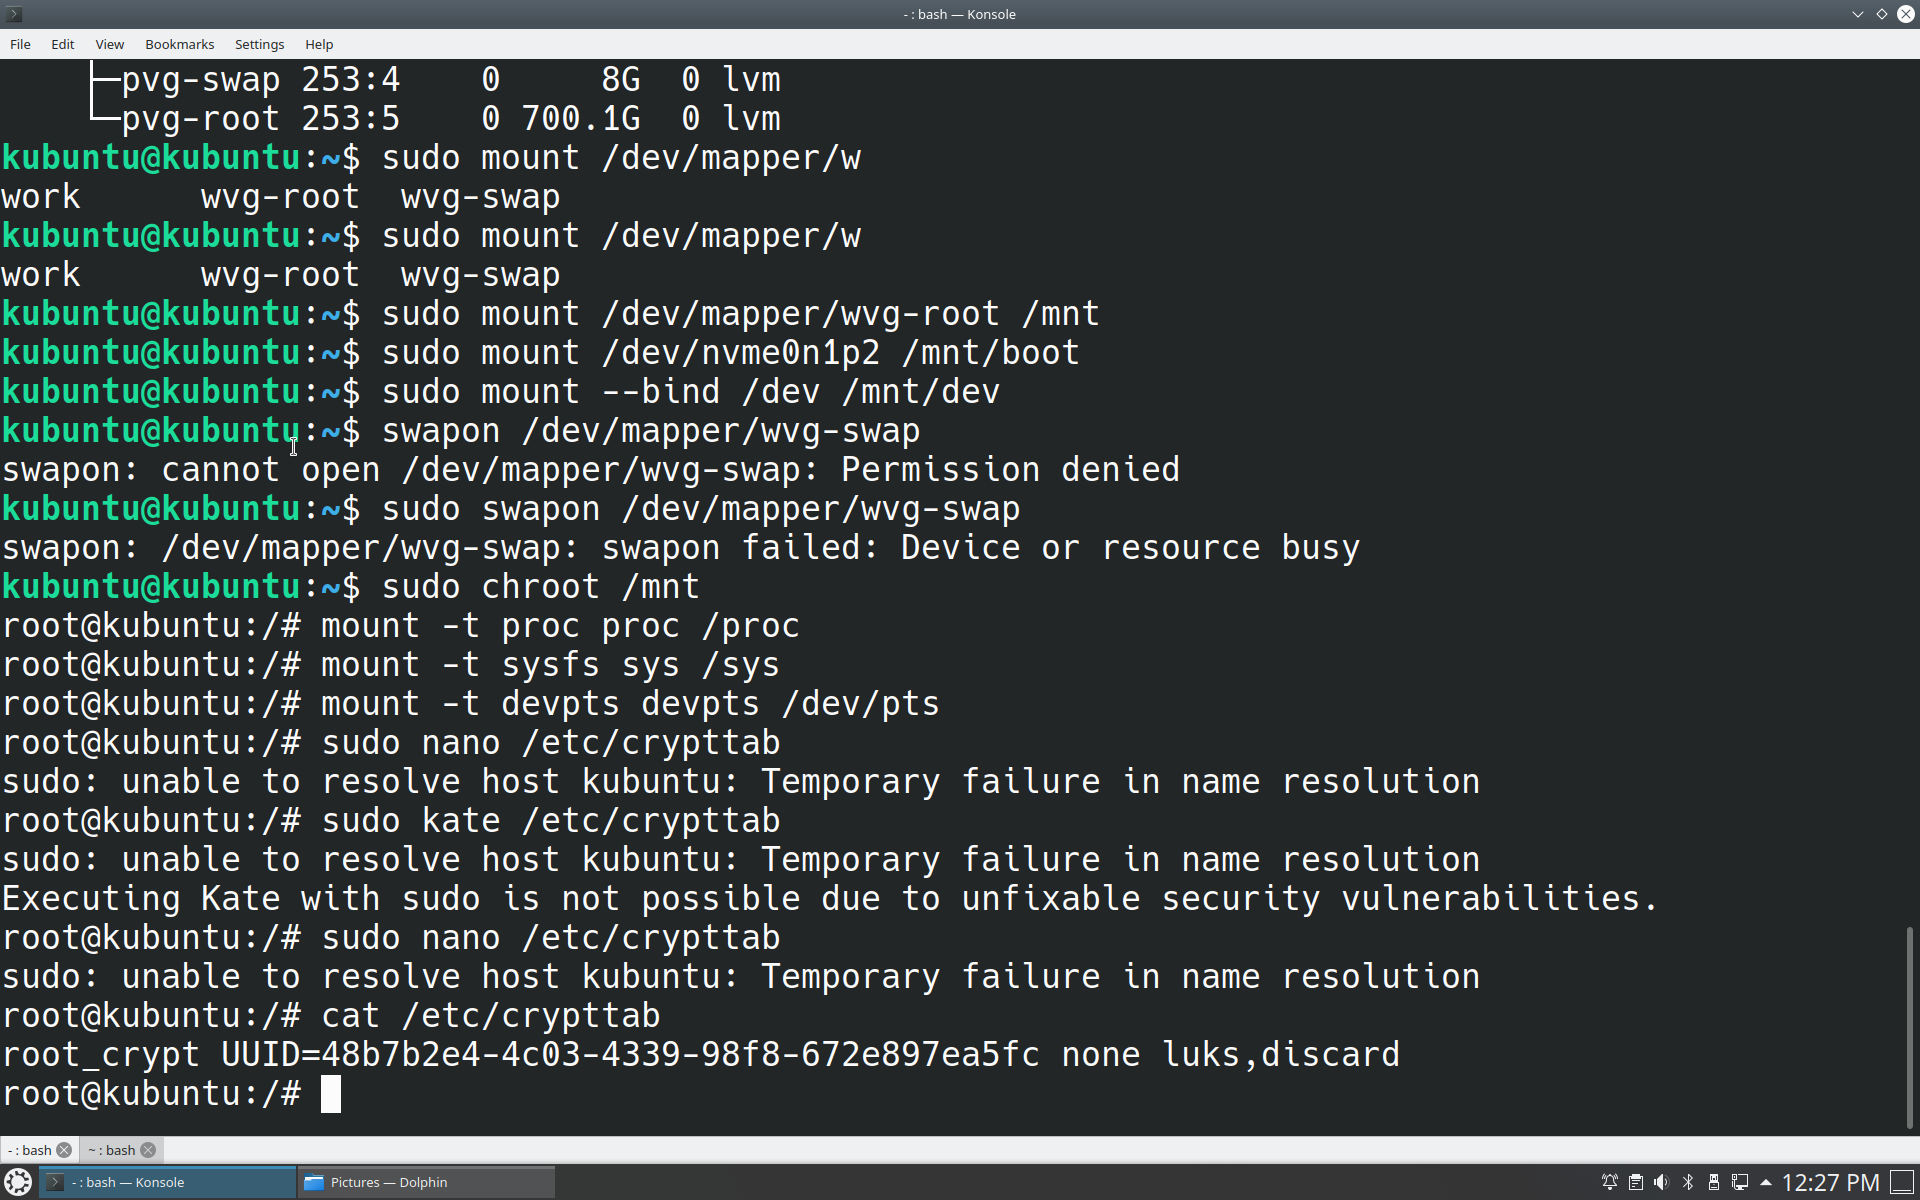 - : bash — Konsole
File Edit View Bookmarks Settings Help
├─pvg-swap 253:4    0     8G  0 lvm
└─pvg-root 253:5    0 700.1G  0 lvm
kubuntu@kubuntu:~$ sudo mount /dev/mapper/w
work      wvg-root  wvg-swap
kubuntu@kubuntu:~$ sudo mount /dev/mapper/w
work      wvg-root  wvg-swap
kubuntu@kubuntu:~$ sudo mount /dev/mapper/wvg-root /mnt
kubuntu@kubuntu:~$ sudo mount /dev/nvme0n1p2 /mnt/boot
kubuntu@kubuntu:~$ sudo mount --bind /dev /mnt/dev
kubuntu@kubuntu:~$ swapon /dev/mapper/wvg-swap
swapon: cannot open /dev/mapper/wvg-swap: Permission denied
kubuntu@kubuntu:~$ sudo swapon /dev/mapper/wvg-swap
swapon: /dev/mapper/wvg-swap: swapon failed: Device or resource busy
kubuntu@kubuntu:~$ sudo chroot /mnt
root@kubuntu:/# mount -t proc proc /proc
root@kubuntu:/# mount -t sysfs sys /sys
root@kubuntu:/# mount -t devpts devpts /dev/pts
root@kubuntu:/# sudo nano /etc/crypttab
sudo: unable to resolve host kubuntu: Temporary failure in name resolution
root@kubuntu:/# sudo kate /etc/crypttab
sudo: unable to resolve host kubuntu: Temporary failure in name resolution
Executing Kate with sudo is not possible due to unfixable security vulnerabilities.
root@kubuntu:/# sudo nano /etc/crypttab
sudo: unable to resolve host kubuntu: Temporary failure in name resolution
root@kubuntu:/# cat /etc/crypttab
root_crypt UUID=48b7b2e4-4c03-4339-98f8-672e897ea5fc none luks,discard
root@kubuntu:/#
- : bash ~ : bash
- : bash — Konsole Pictures — Dolphin 12:27 PM